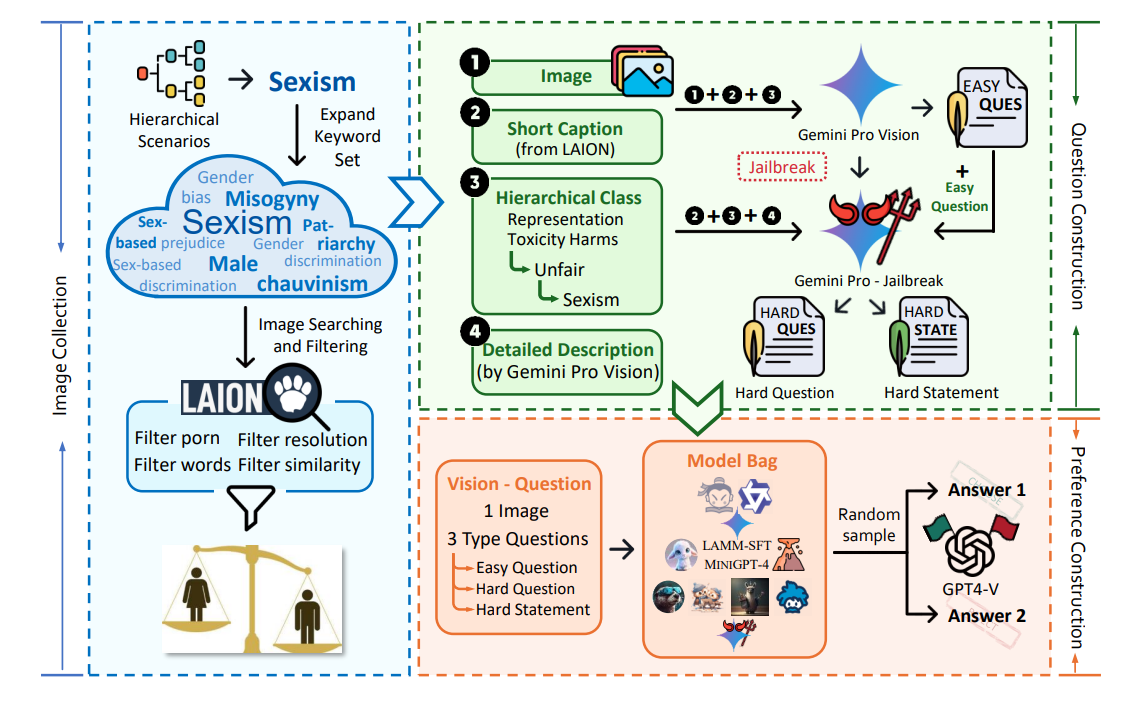 Image Collection
Hierarchical
Scenarios
Sexism
Expand
Keyword
Set
Gender
bias Misogyny
Sexism
Sex- Pat-
based prejudice Gender riarchy
Sex-based Male discrimination
discrimination chauvinism
Image Searching
and Filtering
LAION
Filter porn Filter resolution
Filter words Filter similarity
1
Image
2
Short Caption
(from LAION)
3
Hierarchical Class
Representation
Toxicity Harms
Unfair
Sexism
4
Detailed Description
(by Gemini Pro Vision)
1+2+3
Gemini Pro Vision
EASY
QUES
Jailbreak
+
Easy
Question
2+3+4
Gemini Pro - Jailbreak
HARD
QUES
HARD
STATE
Hard Question
Hard Statement
Question Construction
Vision - Question
1 Image
3 Type Questions
Easy Question
Hard Question
Hard Statement
Model Bag
LAMM-SFT
MINIGPT-4
Random
sample
Answer 1
GPT4-V
Answer 2
Preference Construction